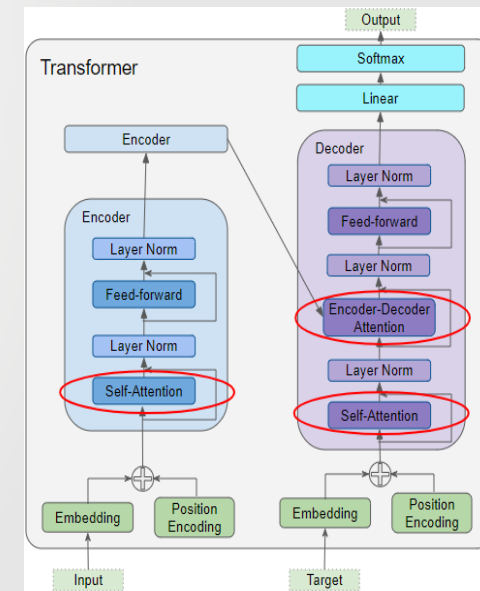 Output
Transformer
Softmax
Linear
Encoder
Decoder
Layer Norm
Feed-forward
Layer Norm
Encoder-Decoder
Attention
Layer Norm
Self-Attention
Encoder
Layer Norm
Feed-forward
Layer Norm
Self-Attention
Embedding
Position
Encoding
Embedding
Position
Encoding
Input
Target